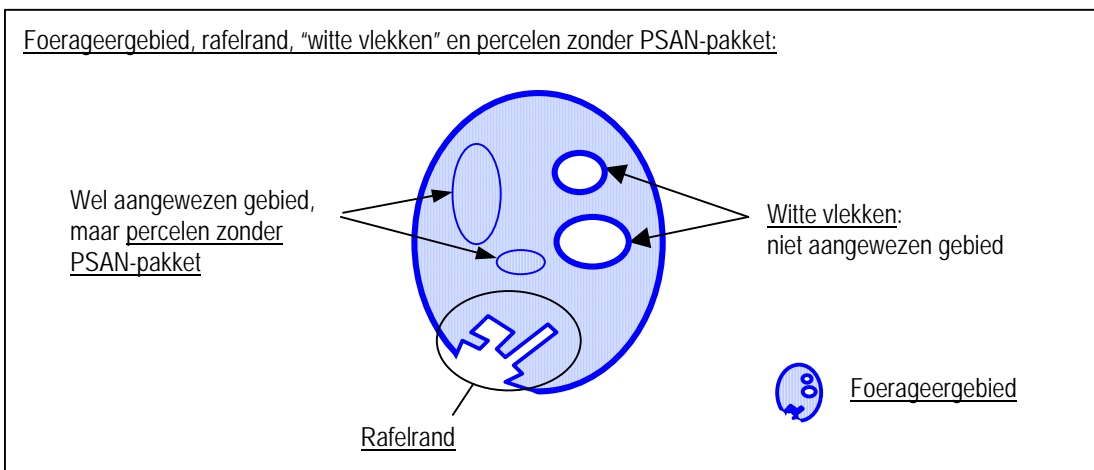 Foerageergebied, rafelrand, “witte vlekken” en percelen zonder PSAN-pakket:
Wel aangewezen gebied,
maar percelen zonder
PSAN-pakket
Witte vlekken:
niet aangewezen gebied
Rafelrand
Foerageergebied